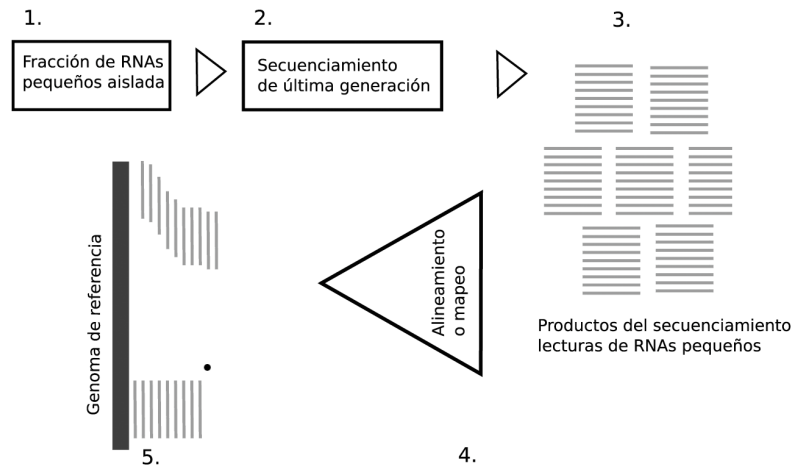 1.
Fracción de RNAs
pequeños aislada
2.
Secuenciamiento
de última generación
3.
Productos del secuenciamiento
lecturas de RNAs pequeños
Alineamiento
o mapeo
4.
Genoma de referencia
5.